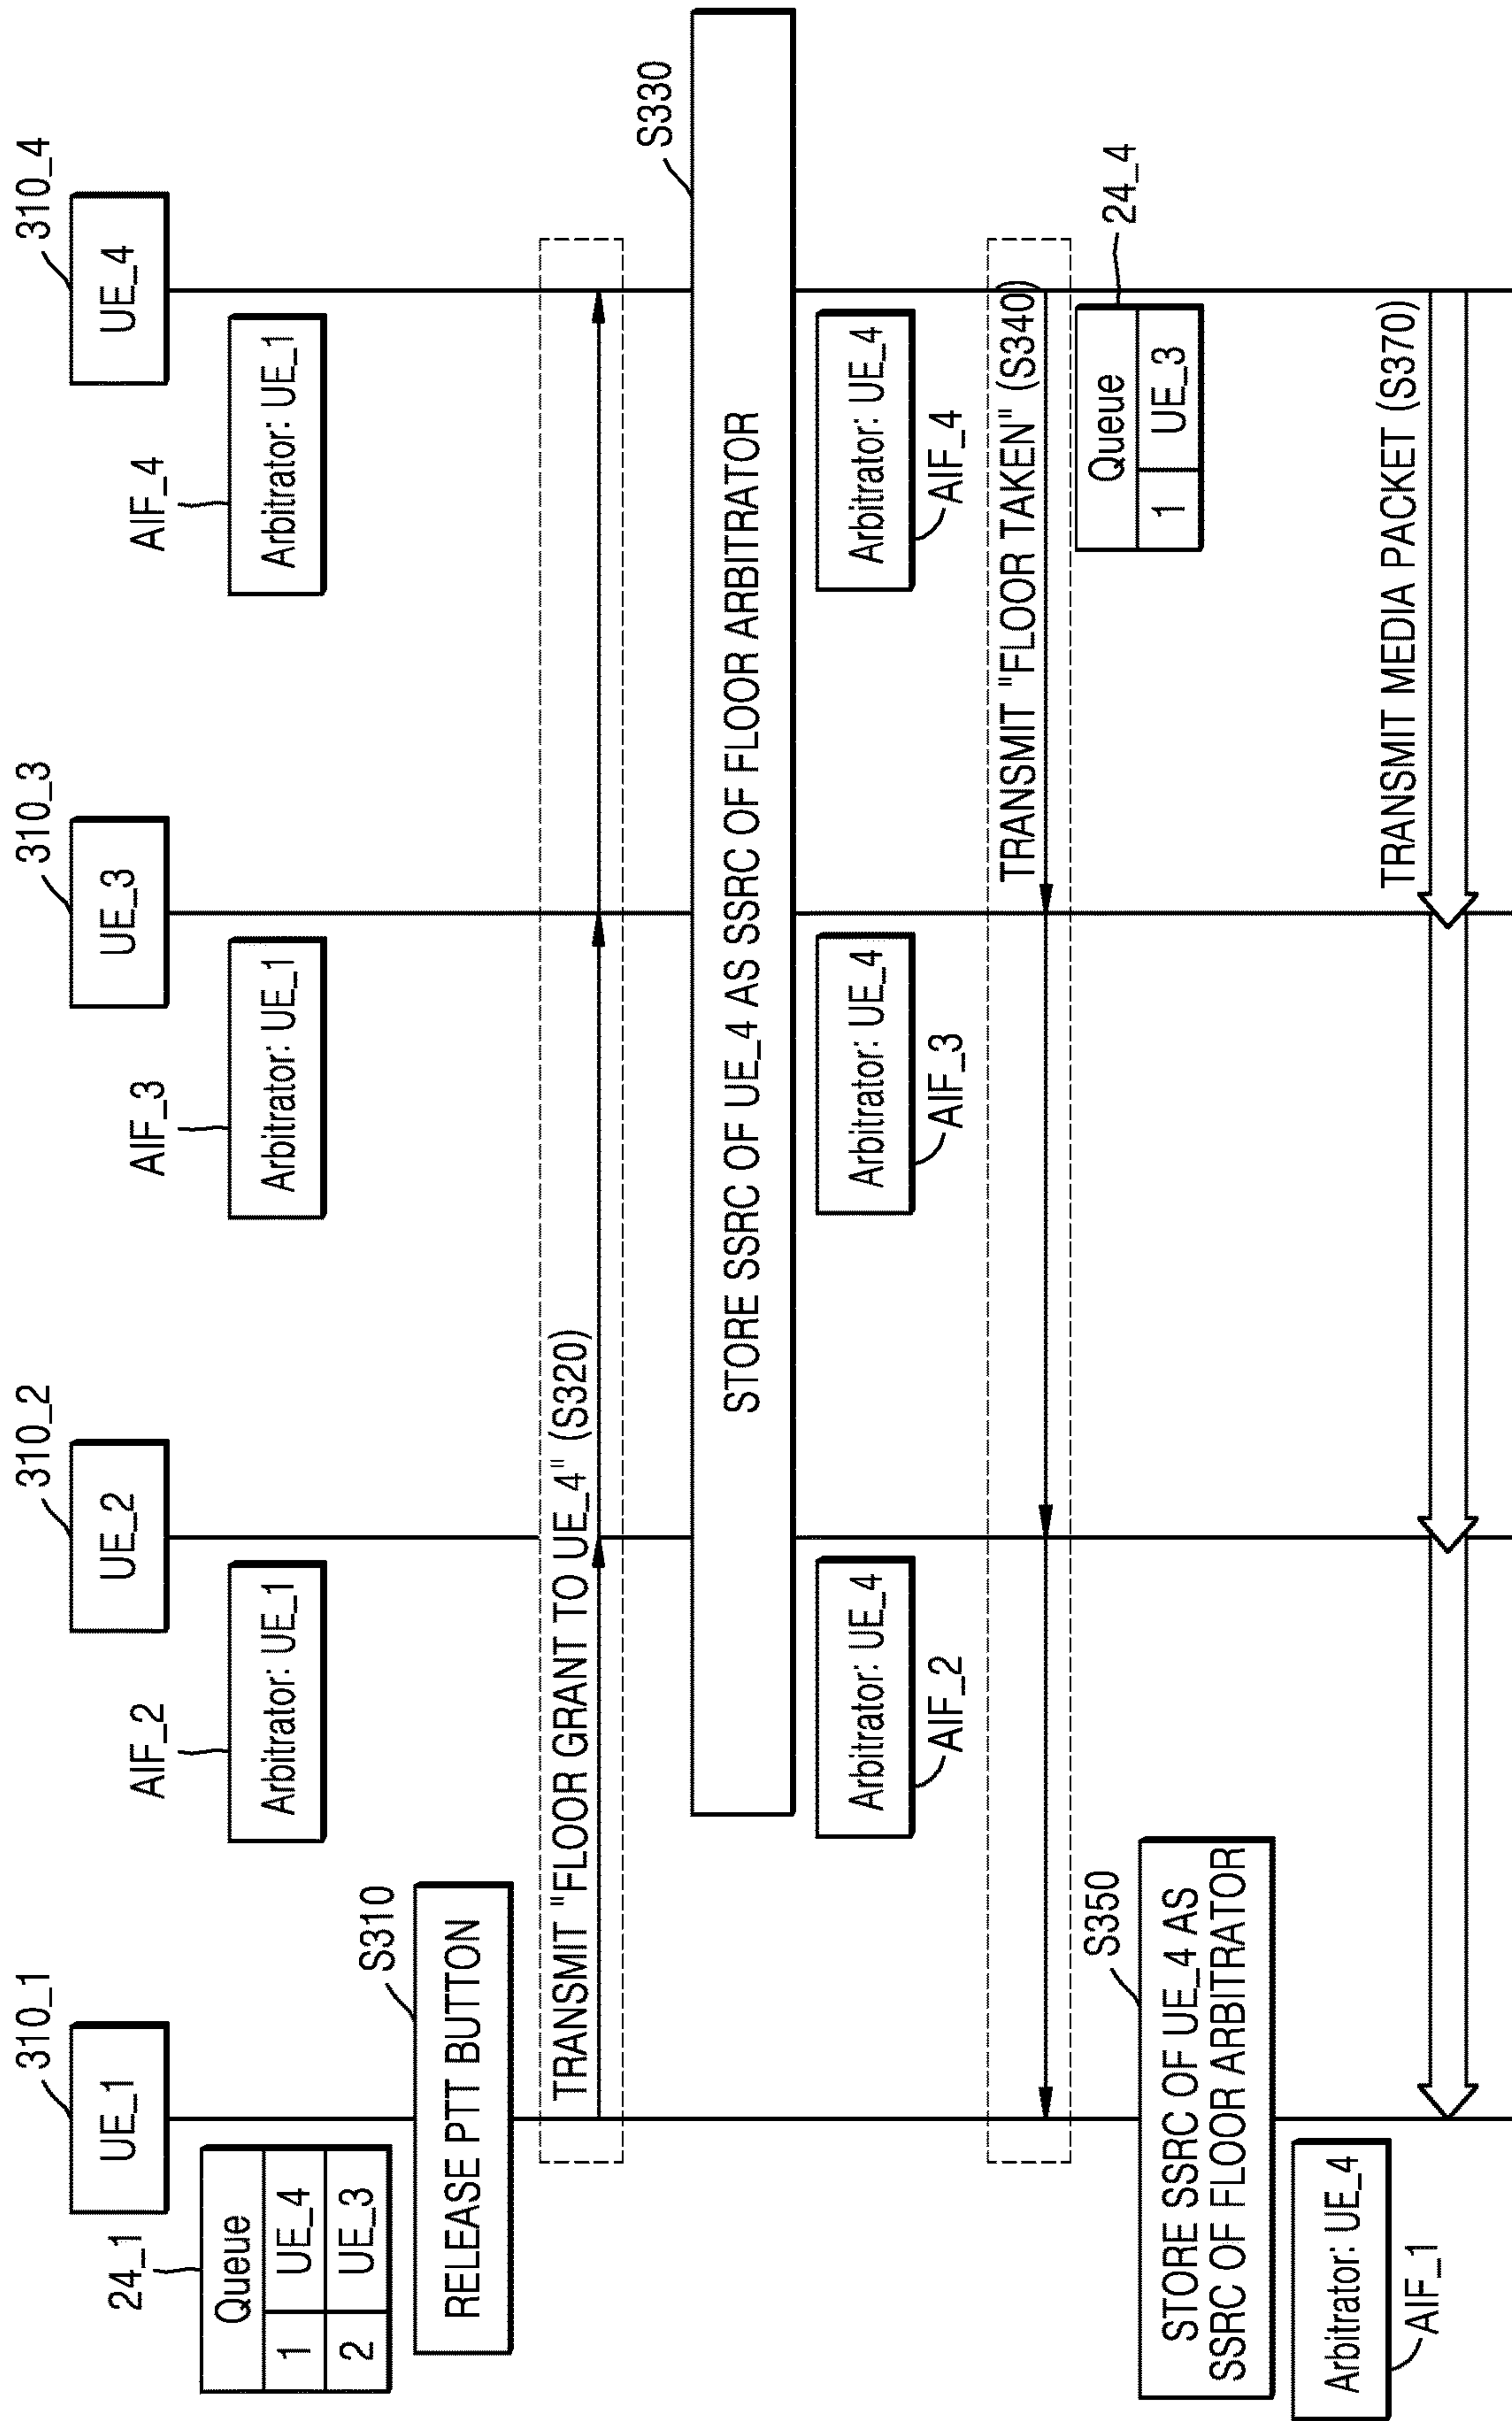 310_1
310_2
310_3
310_4
UE_1
UE_2
UE_3
UE_4
24_1
AIF_2
AIF_3
AIF_4
Queue
1 UE_4
2 UE_3
Arbitrator: UE_1
Arbitrator: UE_1
Arbitrator: UE_1
S310
RELEASE PTT BUTTON
TRANSMIT "FLOOR GRANT TO UE_4" (S320)
S330
STORE SSRC OF UE_4 AS SSRC OF FLOOR ARBITRATOR
Arbitrator: UE_4
Arbitrator: UE_4
Arbitrator: UE_4
AIF_2
AIF_3
AIF_4
TRANSMIT "FLOOR TAKEN" (S340)
24_4
Queue
1 UE_3
S350
STORE SSRC OF UE_4 AS
SSRC OF FLOOR ARBITRATOR
Arbitrator: UE_4
AIF_1
TRANSMIT MEDIA PACKET (S370)